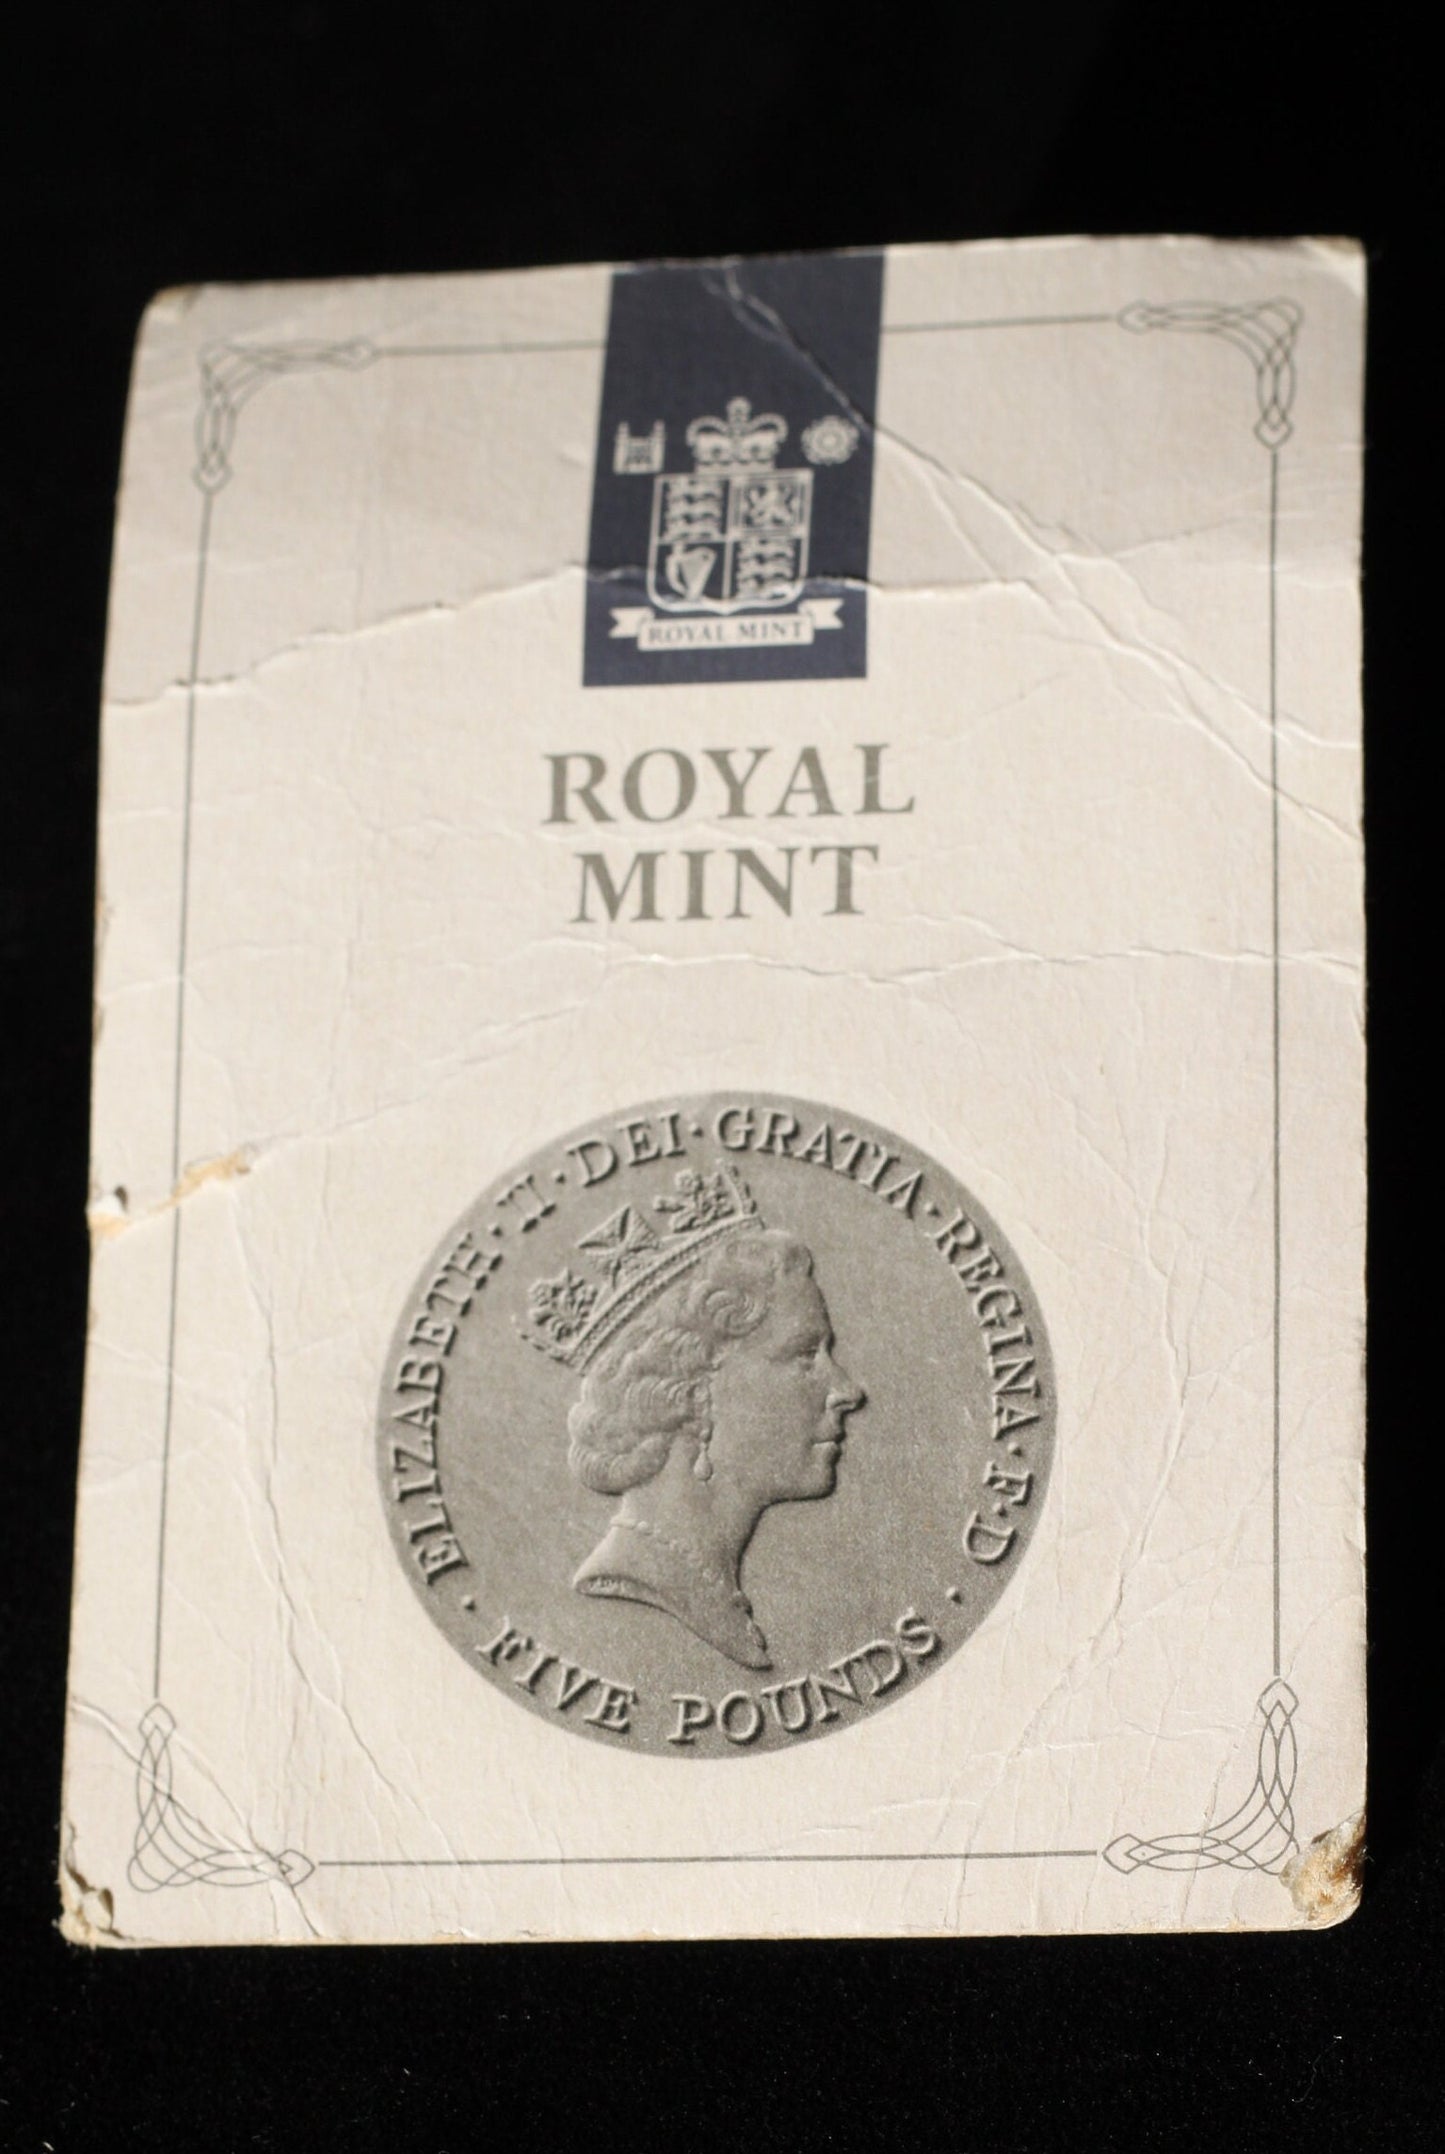 ROYAL MINT
ROYAL
MINT
ELIZABETH · II · DEI · GRATIA · REGINA · F · D ·
FIVE POUNDS ·